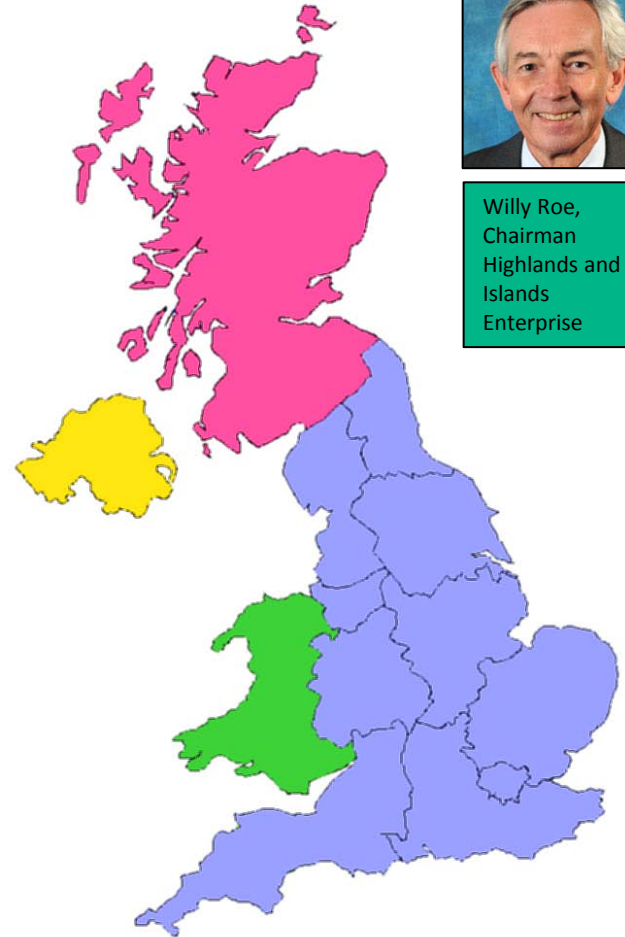 Willy Roe,
Chairman
Highlands and
Islands
Enterprise